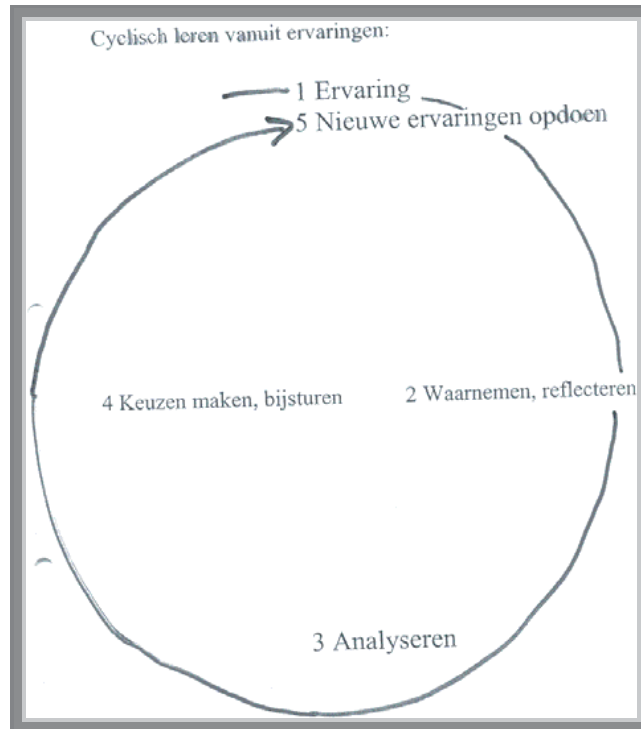 Cyclisch leren vanuit ervaringen:
1 Ervaring
5 Nieuwe ervaringen opdoen
4 Keuzen maken, bijsturen
2 Waarnemen, reflecteren
3 Analyseren